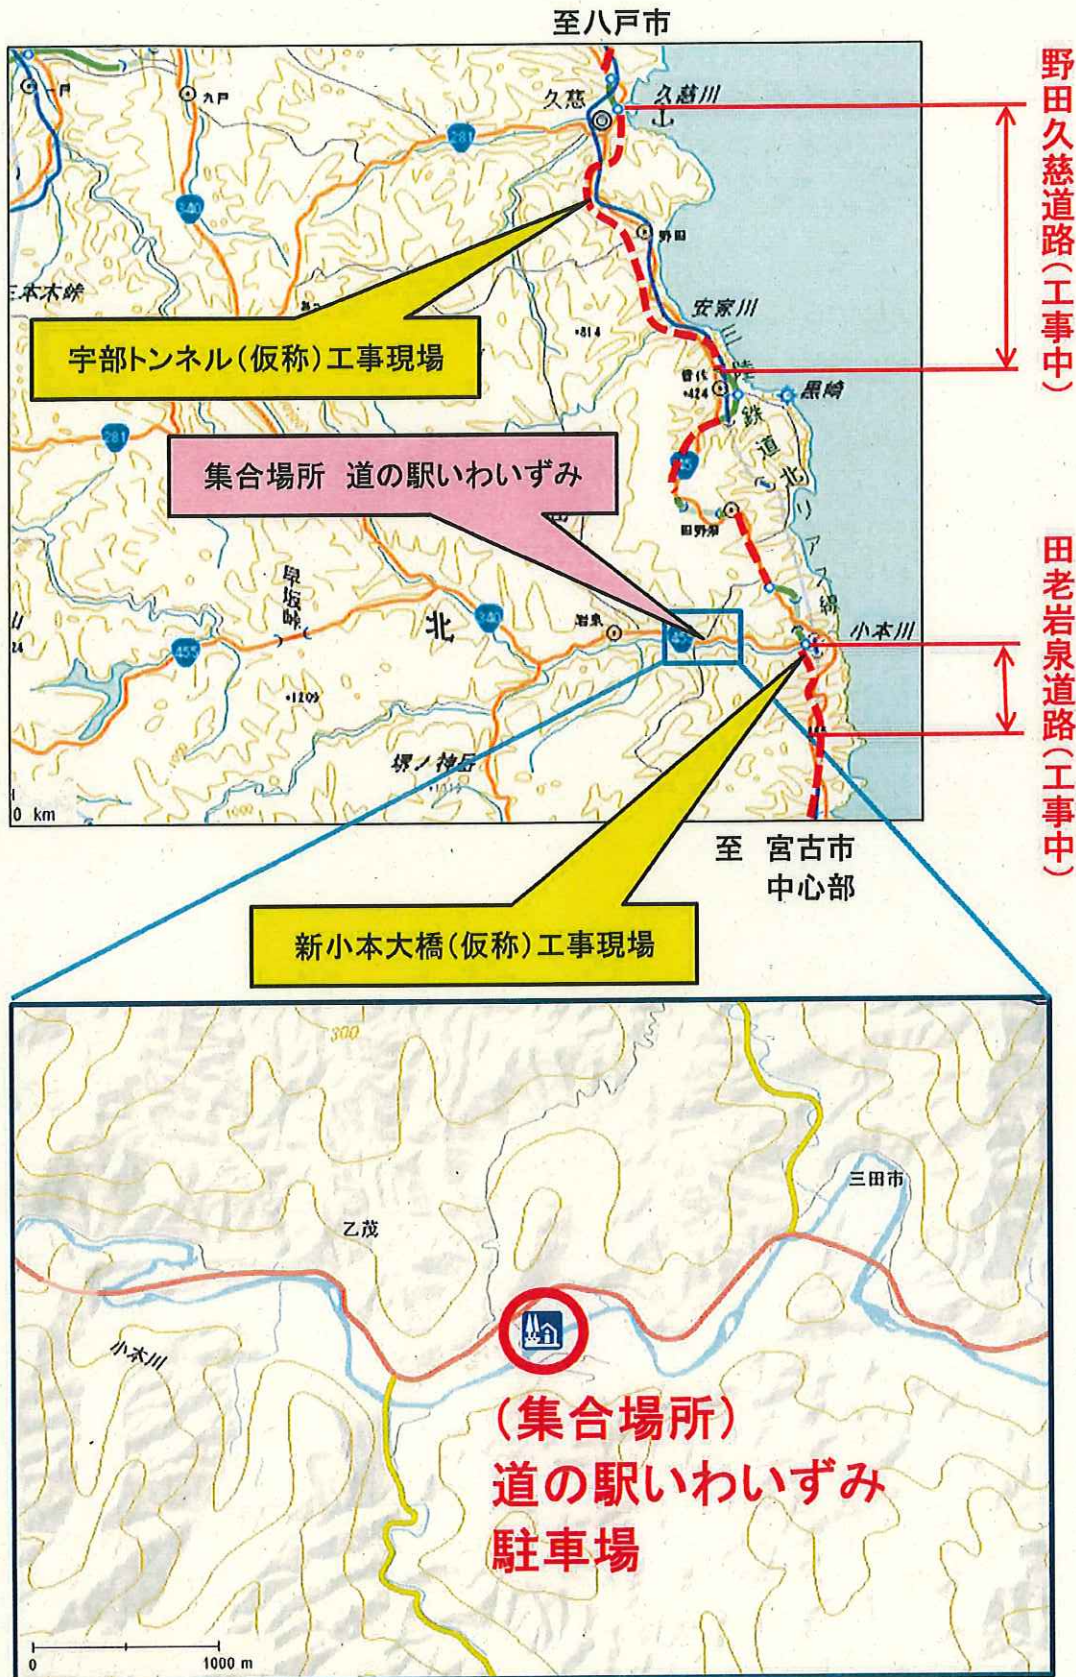 至八戸市
一戸
九戸
久慈
久慈川
281
340
野田
野田久慈道路(工事中)
三本木峠
安家川
・814
宇部トンネル(仮称)工事現場
普代
・424
黒崎
三陸鉄道北リアス線
281
45
集合場所 道の駅いわいずみ
田野畑
早坂峠
北
340
岩泉
455
小本川
455
・1209
田老岩泉道路(工事中)
堺ノ神岳
0 km
至 宮古市
中心部
新小本大橋(仮称)工事現場
300
三田市
乙茂
小本川
(集合場所)
道の駅いわいずみ
駐車場
0 1000 m